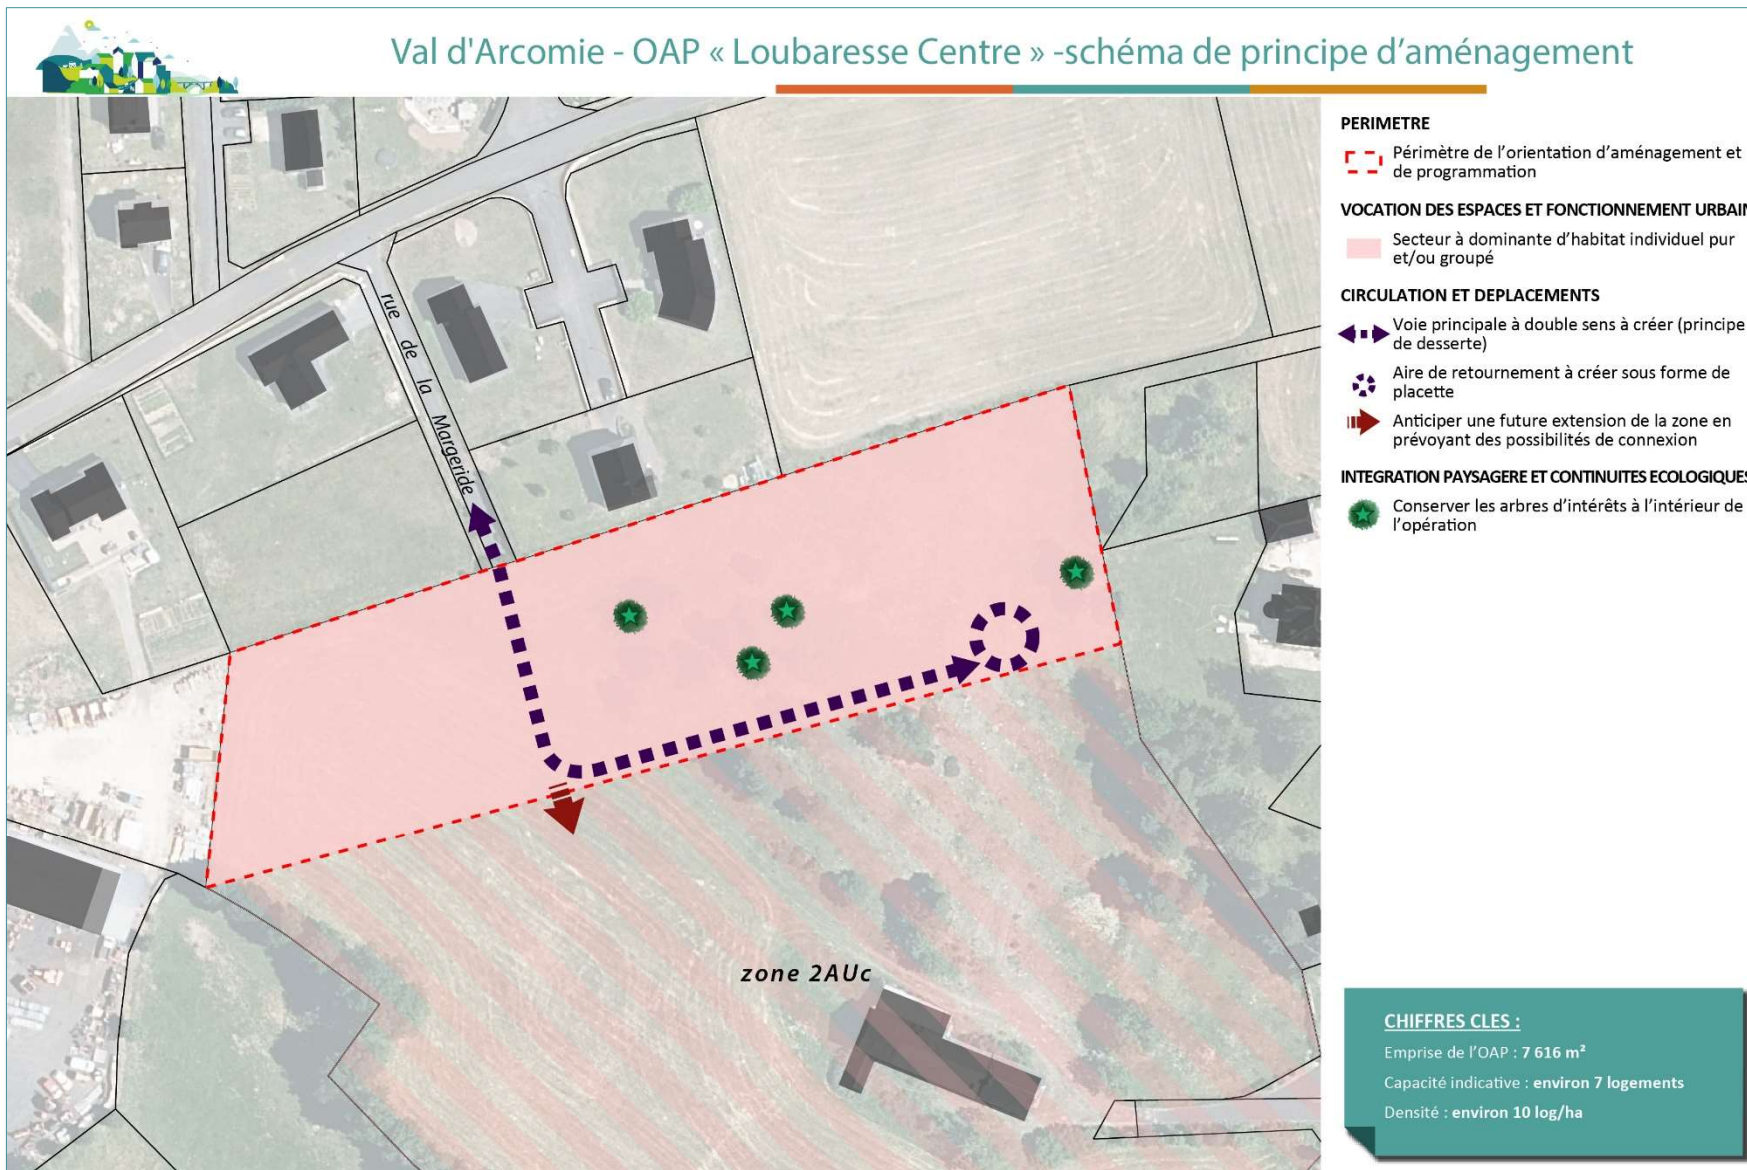 Val d'Arcomie - OAP « Loubaresse Centre » -schéma de principe d’aménagement
PERIMETRE
Périmètre de l’orientation d’aménagement et
de programmation
VOCATION DES ESPACES ET FONCTIONNEMENT URBAIN
Secteur à dominante d’habitat individuel pur
et/ou groupé
CIRCULATION ET DEPLACEMENTS
Voie principale à double sens à créer (principe
de desserte)
Aire de retournement à créer sous forme de
placette
Anticiper une future extension de la zone en
prévoyant des possibilités de connexion
INTEGRATION PAYSAGERE ET CONTINUITES ECOLOGIQUES
Conserver les arbres d’intérêts à l’intérieur de
l’opération
rue de la Margeride
zone 2AUc
CHIFFRES CLES :
Emprise de l’OAP : 7 616 m²
Capacité indicative : environ 7 logements
Densité : environ 10 log/ha